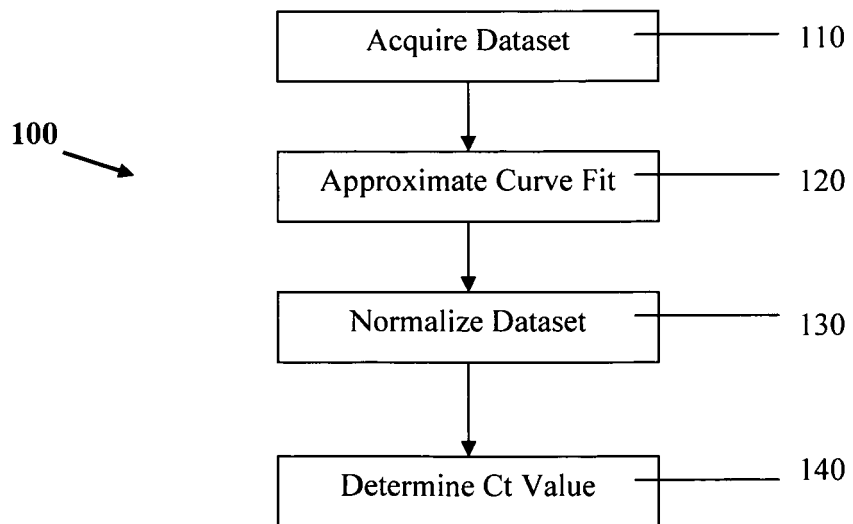 Acquire Dataset 110
100
Approximate Curve Fit 120
Normalize Dataset 130
Determine Ct Value 140